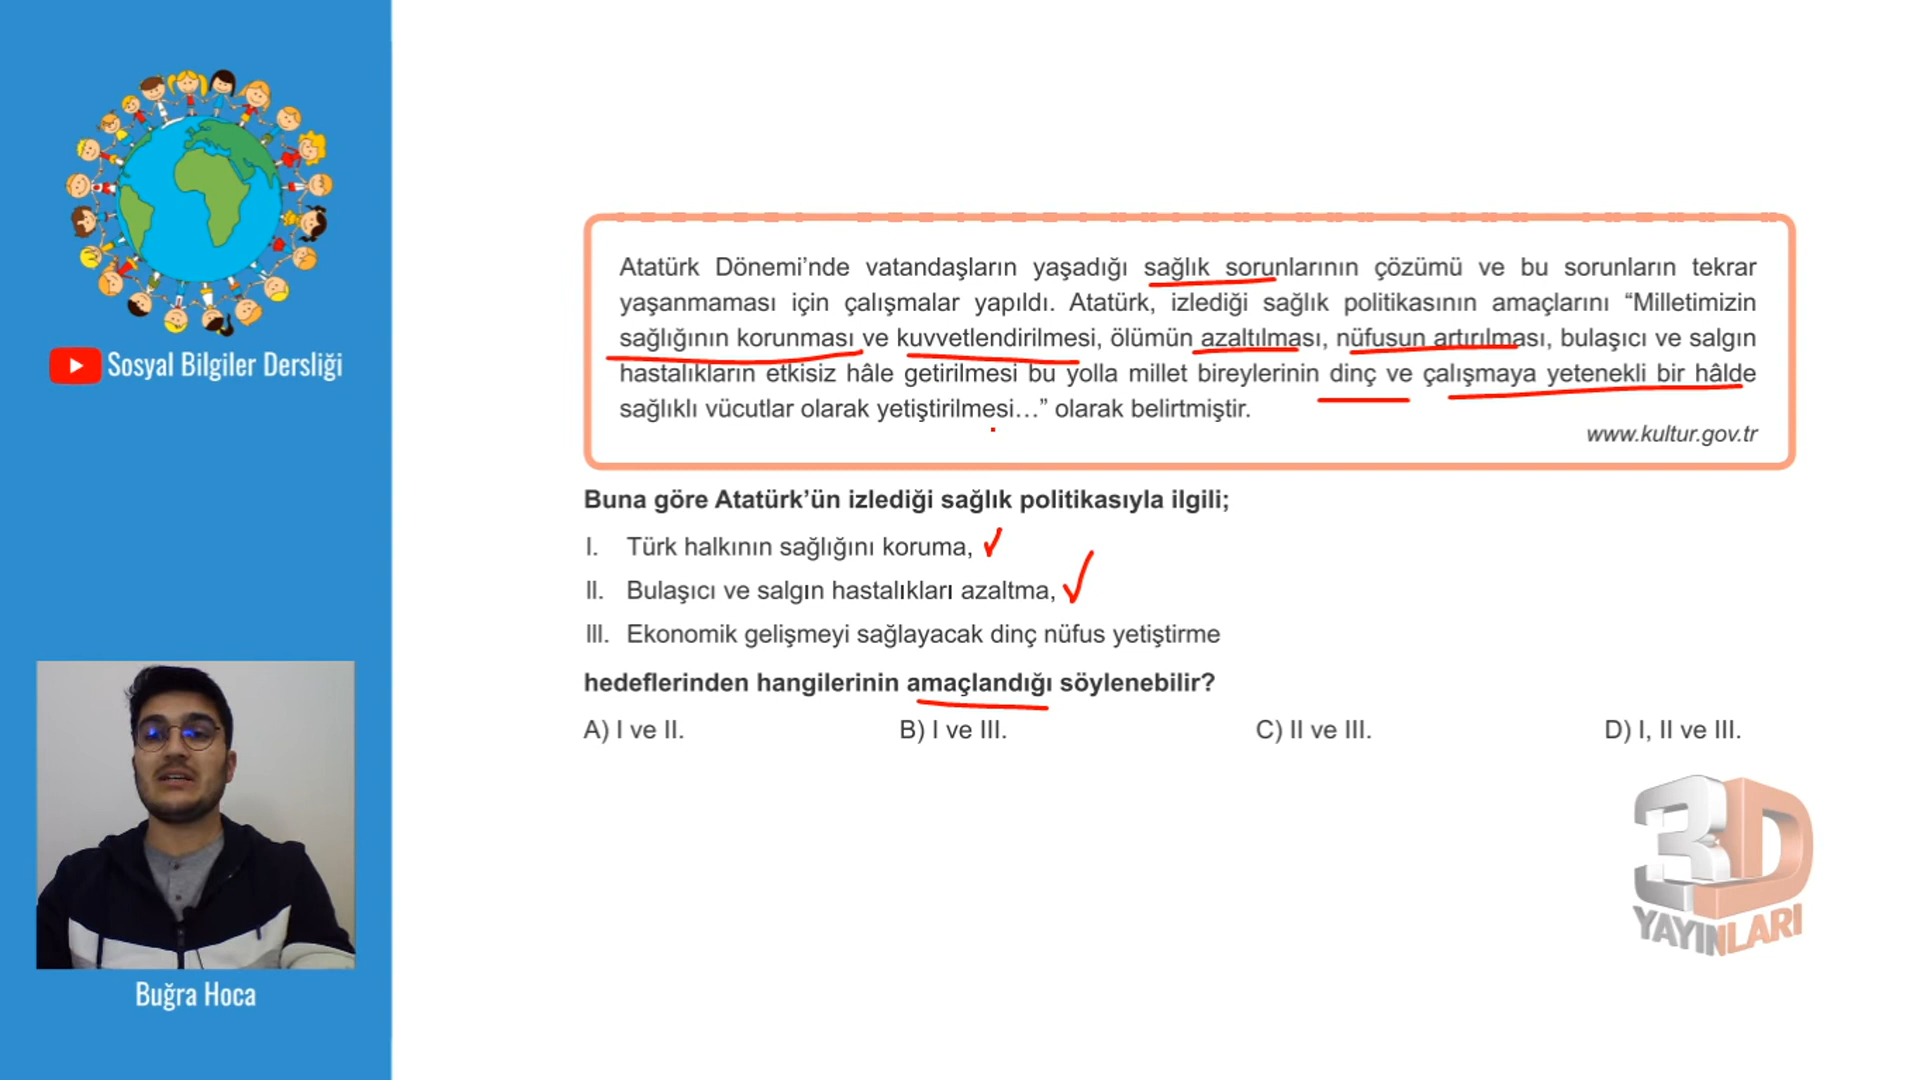 Sosyal Bilgiler Dersliği
Buğra Hoca
Atatürk Dönemi’nde vatandaşların yaşadığı sağlık sorunlarının çözümü ve bu sorunların tekrar
yaşanmaması için çalışmalar yapıldı. Atatürk, izlediği sağlık politikasının amaçlarını “Milletimizin
sağlığının korunması ve kuvvetlendirilmesi, ölümün azaltılması, nüfusun artırılması, bulaşıcı ve salgın
hastalıkların etkisiz hâle getirilmesi bu yolla millet bireylerinin dinç ve çalışmaya yetenekli bir hâlde
sağlıklı vücutlar olarak yetiştirilmesi...” olarak belirtmiştir.
www.kultur.gov.tr
Buna göre Atatürk’ün izlediği sağlık politikasıyla ilgili;
I. Türk halkının sağlığını koruma,
II. Bulaşıcı ve salgın hastalıkları azaltma,
III. Ekonomik gelişmeyi sağlayacak dinç nüfus yetiştirme
hedeflerinden hangilerinin amaçlandığı söylenebilir?
A) I ve II. B) I ve III. C) II ve III. D) I, II ve III.
3D
YAYINLARI